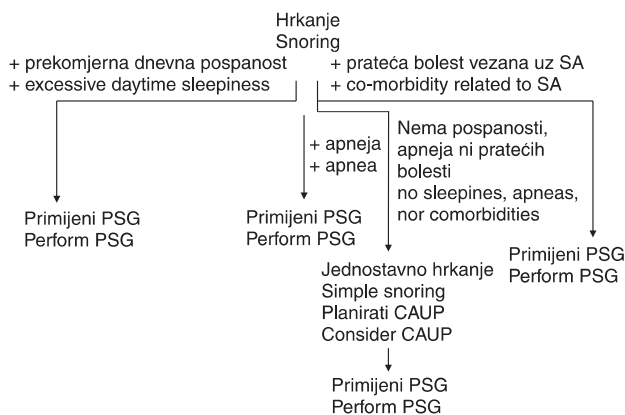 Hrkanje
Snoring
+ prekomjerna dnevna pospanost
+ excessive daytime sleepiness
+ prateća bolest vezana uz SA
+ co-morbidity related to SA
+ apneja
+ apnea
Nema pospanosti,
apneja ni pratećih
bolesti
no sleepines, apneas,
nor comorbidities
Primijeni PSG
Perform PSG
Primijeni PSG
Perform PSG
Primijeni PSG
Perform PSG
Jednostavno hrkanje
Simple snoring
Planirati CAUP
Consider CAUP
Primijeni PSG
Perform PSG